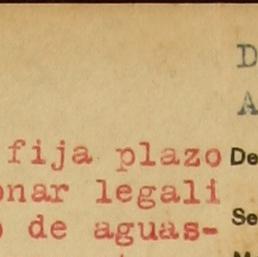 D
A
fija plazo De
onar legali
o de aguas- Se